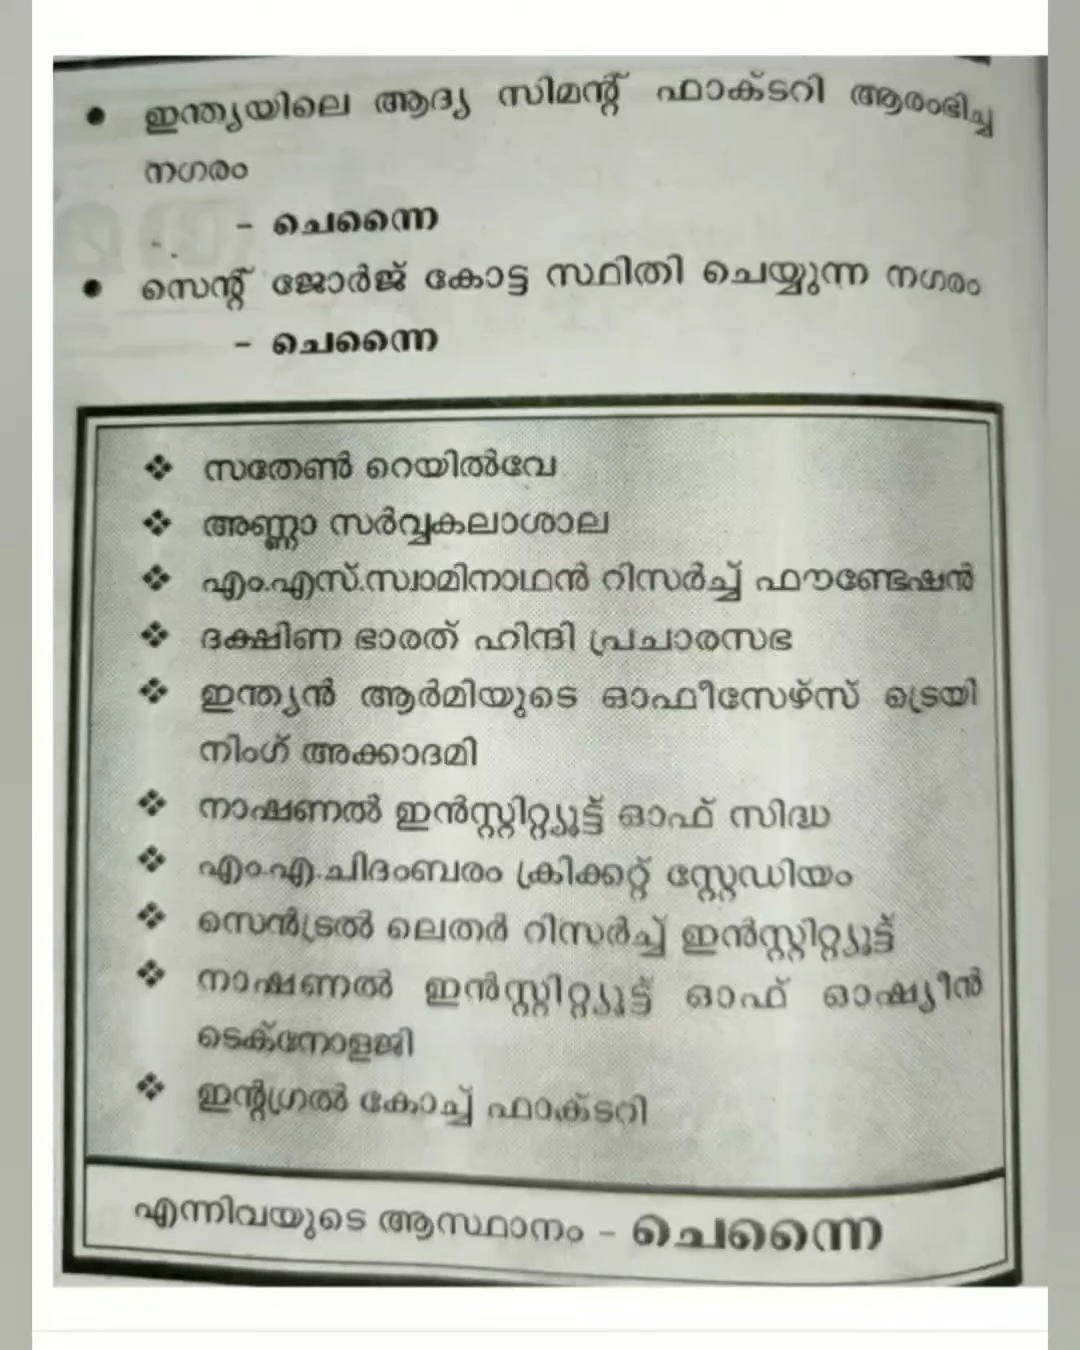 • ഇന്ത്യയിലെ ആദ്യ സിമന്റ് ഫാക്ടറി ആരംഭിച്ച
നഗരം
– ചെന്നൈ
• സെന്റ് ജോർജ് കോട്ട സ്ഥിതി ചെയ്യുന്ന നഗരം
– ചെന്നൈ
❖ സതേൺ റെയിൽവേ
❖ അണ്ണാ സർവ്വകലാശാല
❖ എം.എസ്.സ്വാമിനാഥൻ റിസർച്ച് ഫൗണ്ടേഷൻ
❖ ദക്ഷിണ ഭാരത് ഹിന്ദി പ്രചാരസഭ
❖ ഇന്ത്യൻ ആർമിയുടെ ഓഫീസേഴ്സ് ട്രെയി
നിംഗ് അക്കാദമി
❖ നാഷണൽ ഇൻസ്റ്റിറ്റ്യൂട്ട് ഓഫ് സിദ്ധ
❖ എം.എ.ചിദംബരം ക്രിക്കറ്റ് സ്റ്റേഡിയം
❖ സെൻട്രൽ ലെതർ റിസർച്ച് ഇൻസ്റ്റിറ്റ്യൂട്ട്
❖ നാഷണൽ ഇൻസ്റ്റിറ്റ്യൂട്ട് ഓഫ് ഓഷ്യൻ
ടെക്നോളജി
❖ ഇന്റഗ്രൽ കോച്ച് ഫാക്ടറി
എന്നിവയുടെ ആസ്ഥാനം – ചെന്നൈ